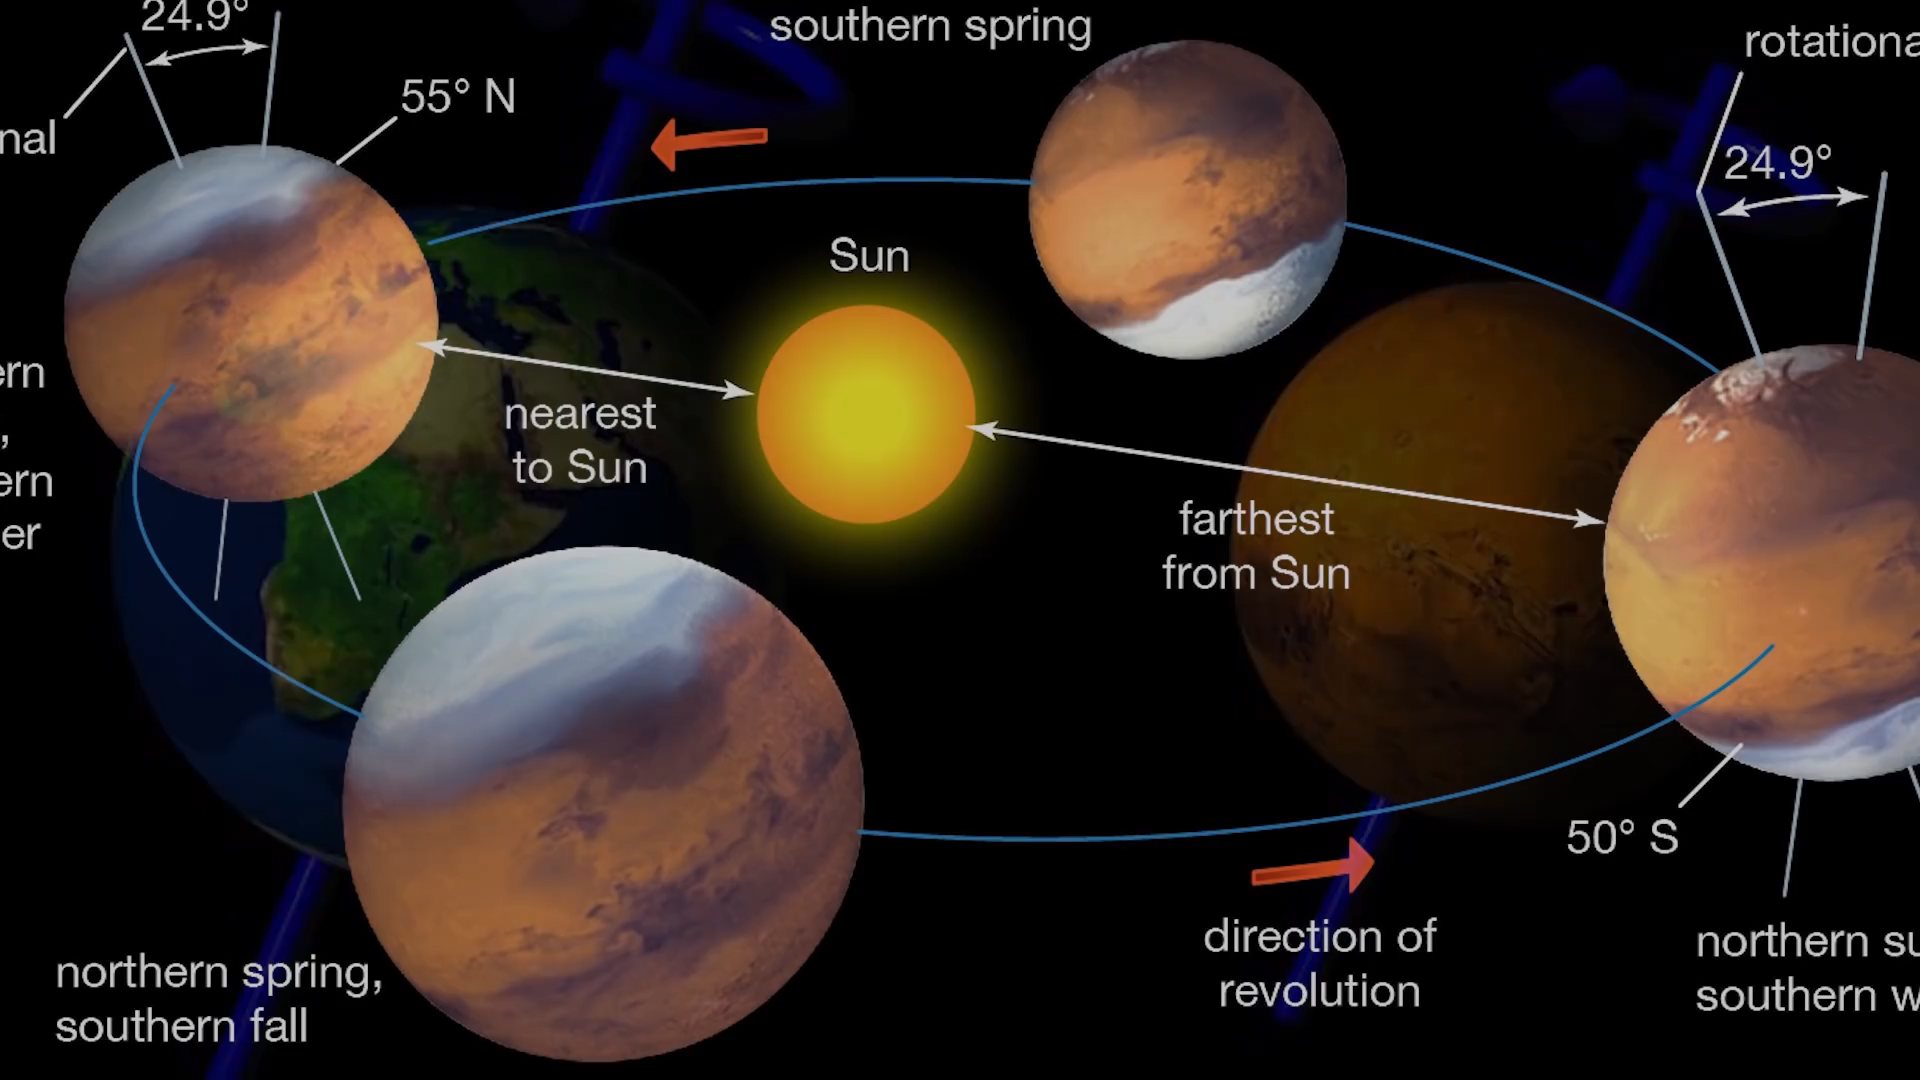 24.9°
southern spring
rotationa
55° N
nal
24.9°
Sun
ern
,
ern
er
nearest
to Sun
farthest
from Sun
50° S
direction of
revolution
northern su
southern w
northern spring,
southern fall